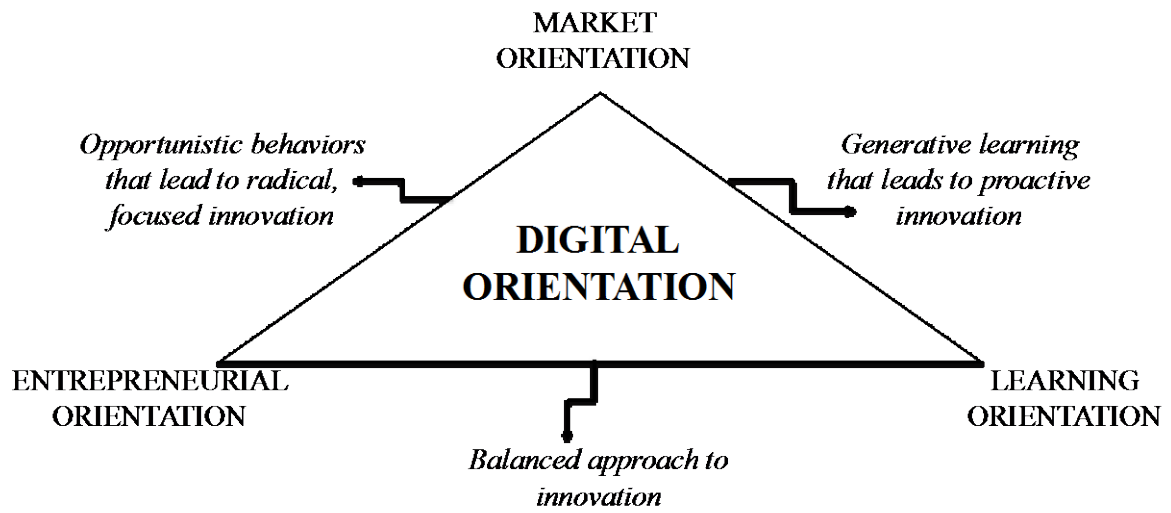 MARKET
ORIENTATION
Opportunistic behaviors
that lead to radical,
focused innovation
Generative learning
that leads to proactive
innovation
DIGITAL
ORIENTATION
ENTREPRENEURIAL
ORIENTATION
LEARNING
ORIENTATION
Balanced approach to
innovation